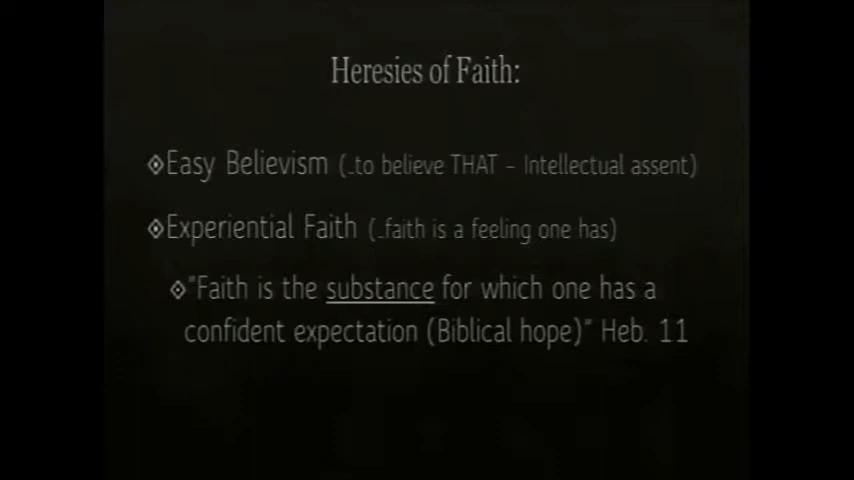 Heresies of Faith:
Easy Believism (..to believe THAT – Intellectual assent)
Experiential Faith (..faith is a feeling one has)
"Faith is the substance for which one has a
confident expectation (Biblical hope)" Heb. 11